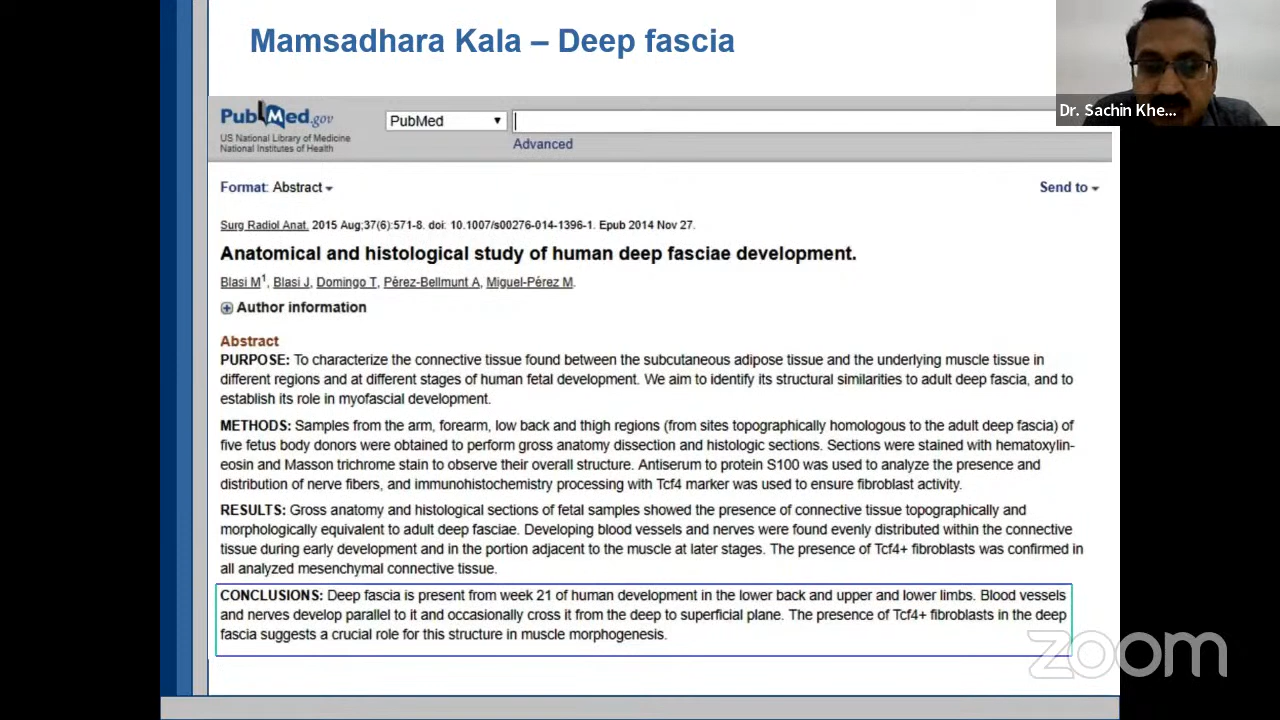 Mamsadhara Kala – Deep fascia
Dr. Sachin Khe...
PubMed.gov
US National Library of Medicine
National Institutes of Health
PubMed
Advanced
Format: Abstract
Send to
Surg Radiol Anat. 2015 Aug;37(6):571-8. doi: 10.1007/s00276-014-1396-1. Epub 2014 Nov 27.
Anatomical and histological study of human deep fasciae development.
Blasi M1, Blasi J, Domingo T, Pérez-Bellmunt A, Miguel-Pérez M.
Author information
Abstract
PURPOSE: To characterize the connective tissue found between the subcutaneous adipose tissue and the underlying muscle tissue in
different regions and at different stages of human fetal development. We aim to identify its structural similarities to adult deep fascia, and to
establish its role in myofascial development.
METHODS: Samples from the arm, forearm, low back and thigh regions (from sites topographically homologous to the adult deep fascia) of
five fetus body donors were obtained to perform gross anatomy dissection and histologic sections. Sections were stained with hematoxylin-
eosin and Masson trichrome stain to observe their overall structure. Antiserum to protein S100 was used to analyze the presence and
distribution of nerve fibers, and immunohistochemistry processing with Tcf4 marker was used to ensure fibroblast activity.
RESULTS: Gross anatomy and histological sections of fetal samples showed the presence of connective tissue topographically and
morphologically equivalent to adult deep fasciae. Developing blood vessels and nerves were found evenly distributed within the connective
tissue during early development and in the portion adjacent to the muscle at later stages. The presence of Tcf4+ fibroblasts was confirmed in
all analyzed mesenchymal connective tissue.
CONCLUSIONS: Deep fascia is present from week 21 of human development in the lower back and upper and lower limbs. Blood vessels
and nerves develop parallel to it and occasionally cross it from the deep to superficial plane. The presence of Tcf4+ fibroblasts in the deep
fascia suggests a crucial role for this structure in muscle morphogenesis.
zoom